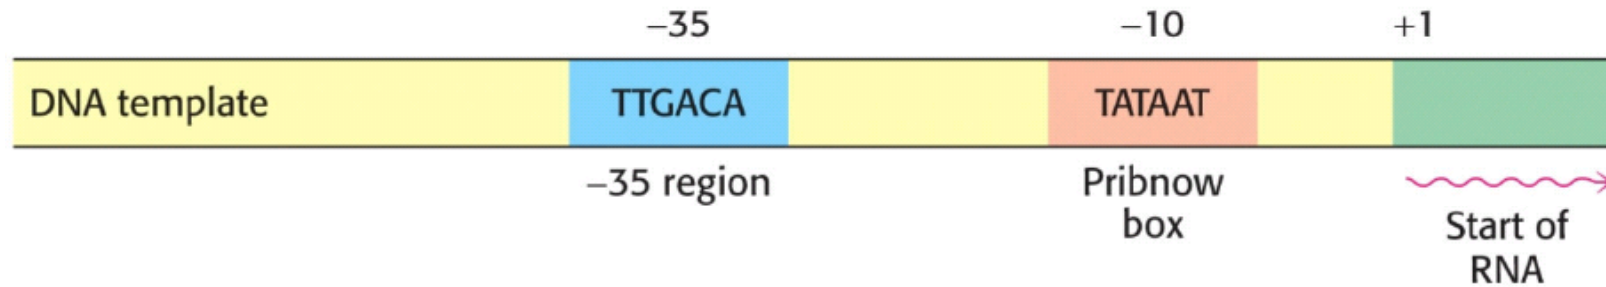 −35 −10 +1
DNA template TTGACA TATAAT
−35 region Pribnow
box
Start of
RNA